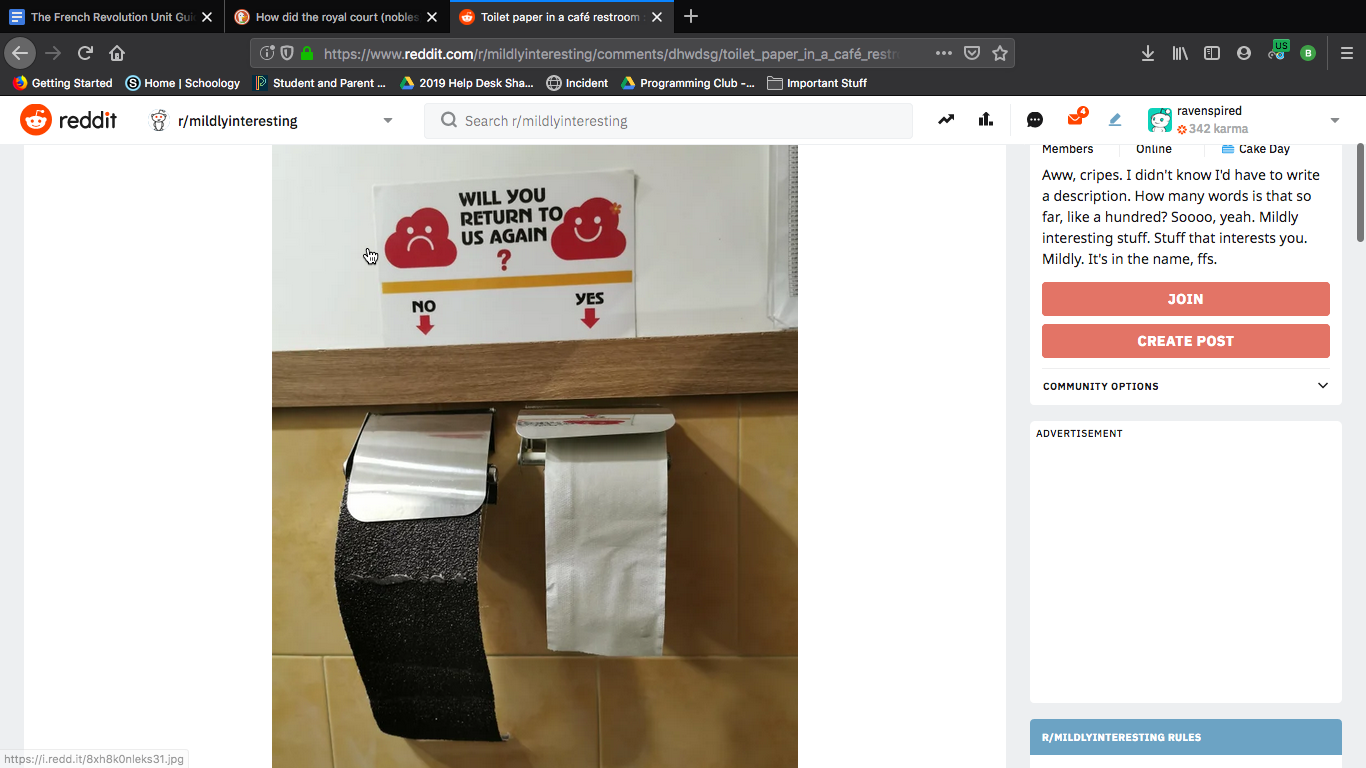 The French Revolution Unit Gui
How did the royal court (nobles
Toilet paper in a café restroom
https://www.reddit.com/r/mildlyinteresting/comments/dhwdsg/toilet_paper_in_a_café_restr
US
B
Getting Started
S
Home | Schoology
Student and Parent ...
2019 Help Desk Sha...
Incident
Programming Club -...
Important Stuff
reddit
r/mildlyinteresting
Search r/mildlyinteresting
4
ravenspired
342 karma
WILL YOU
RETURN TO
US AGAIN
?
NO
YES
Members
Online
Cake Day
Aww, cripes. I didn't know I'd have to write
a description. How many words is that so
far, like a hundred? Soooo, yeah. Mildly
interesting stuff. Stuff that interests you.
Mildly. It's in the name, ffs.
JOIN
CREATE POST
COMMUNITY OPTIONS
ADVERTISEMENT
R/MILDLYINTERESTING RULES
https://i.redd.it/8xh8k0nleks31.jpg